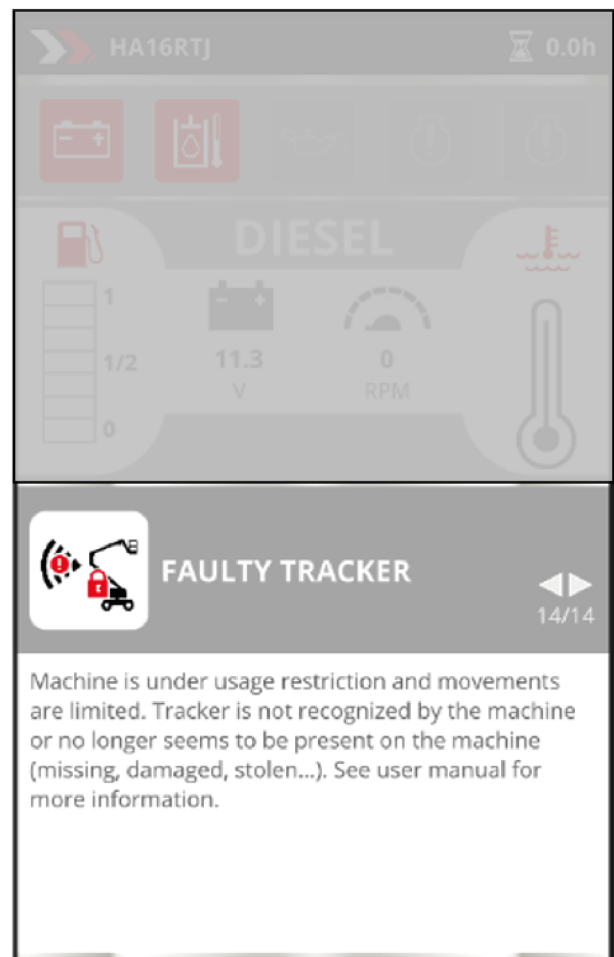 HA16RTJ
0.0h
DIESEL
1
1/2
0
11.3
V
0
RPM
FAULTY TRACKER
14/14
Machine is under usage restriction and movements
are limited. Tracker is not recognized by the machine
or no longer seems to be present on the machine
(missing, damaged, stolen...). See user manual for
more information.